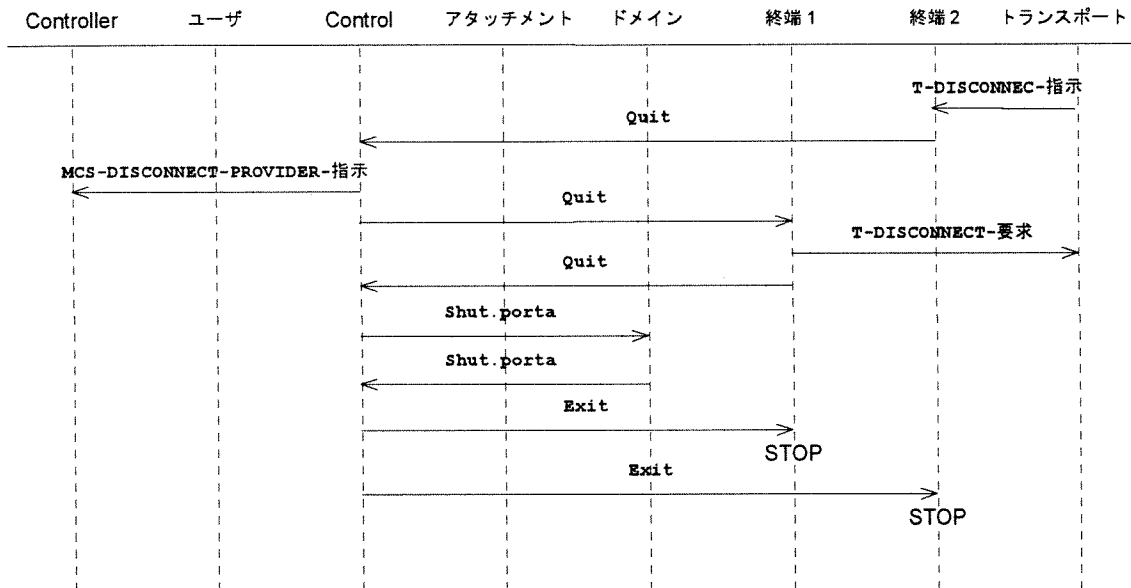 Controller ユーザ Control アタッチメント ドメイン 終端1 終端2 トランスポート
T-DISCONNEC-指示
Quit
MCS-DISCONNECT-PROVIDER-指示
Quit
T-DISCONNECT-要求
Quit
Shut.porta
Shut.porta
Exit
STOP
Exit
STOP